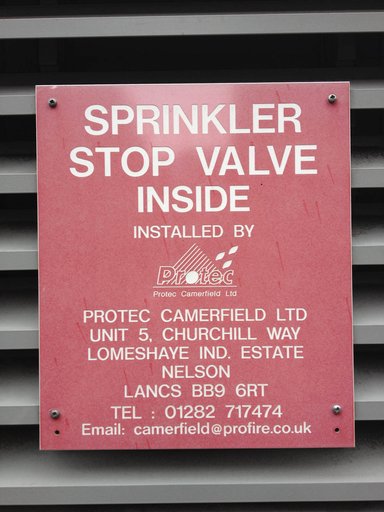 SPRINKLER
STOP VALVE
INSIDE
INSTALLED BY
Protec
Protec Camerfield Ltd
PROTEC CAMERFIELD LTD
UNIT 5, CHURCHILL WAY
LOMESHAYE IND. ESTATE
NELSON
LANCS BB9 6RT
TEL : 01282 717474
Email: camerfield@profire.co.uk